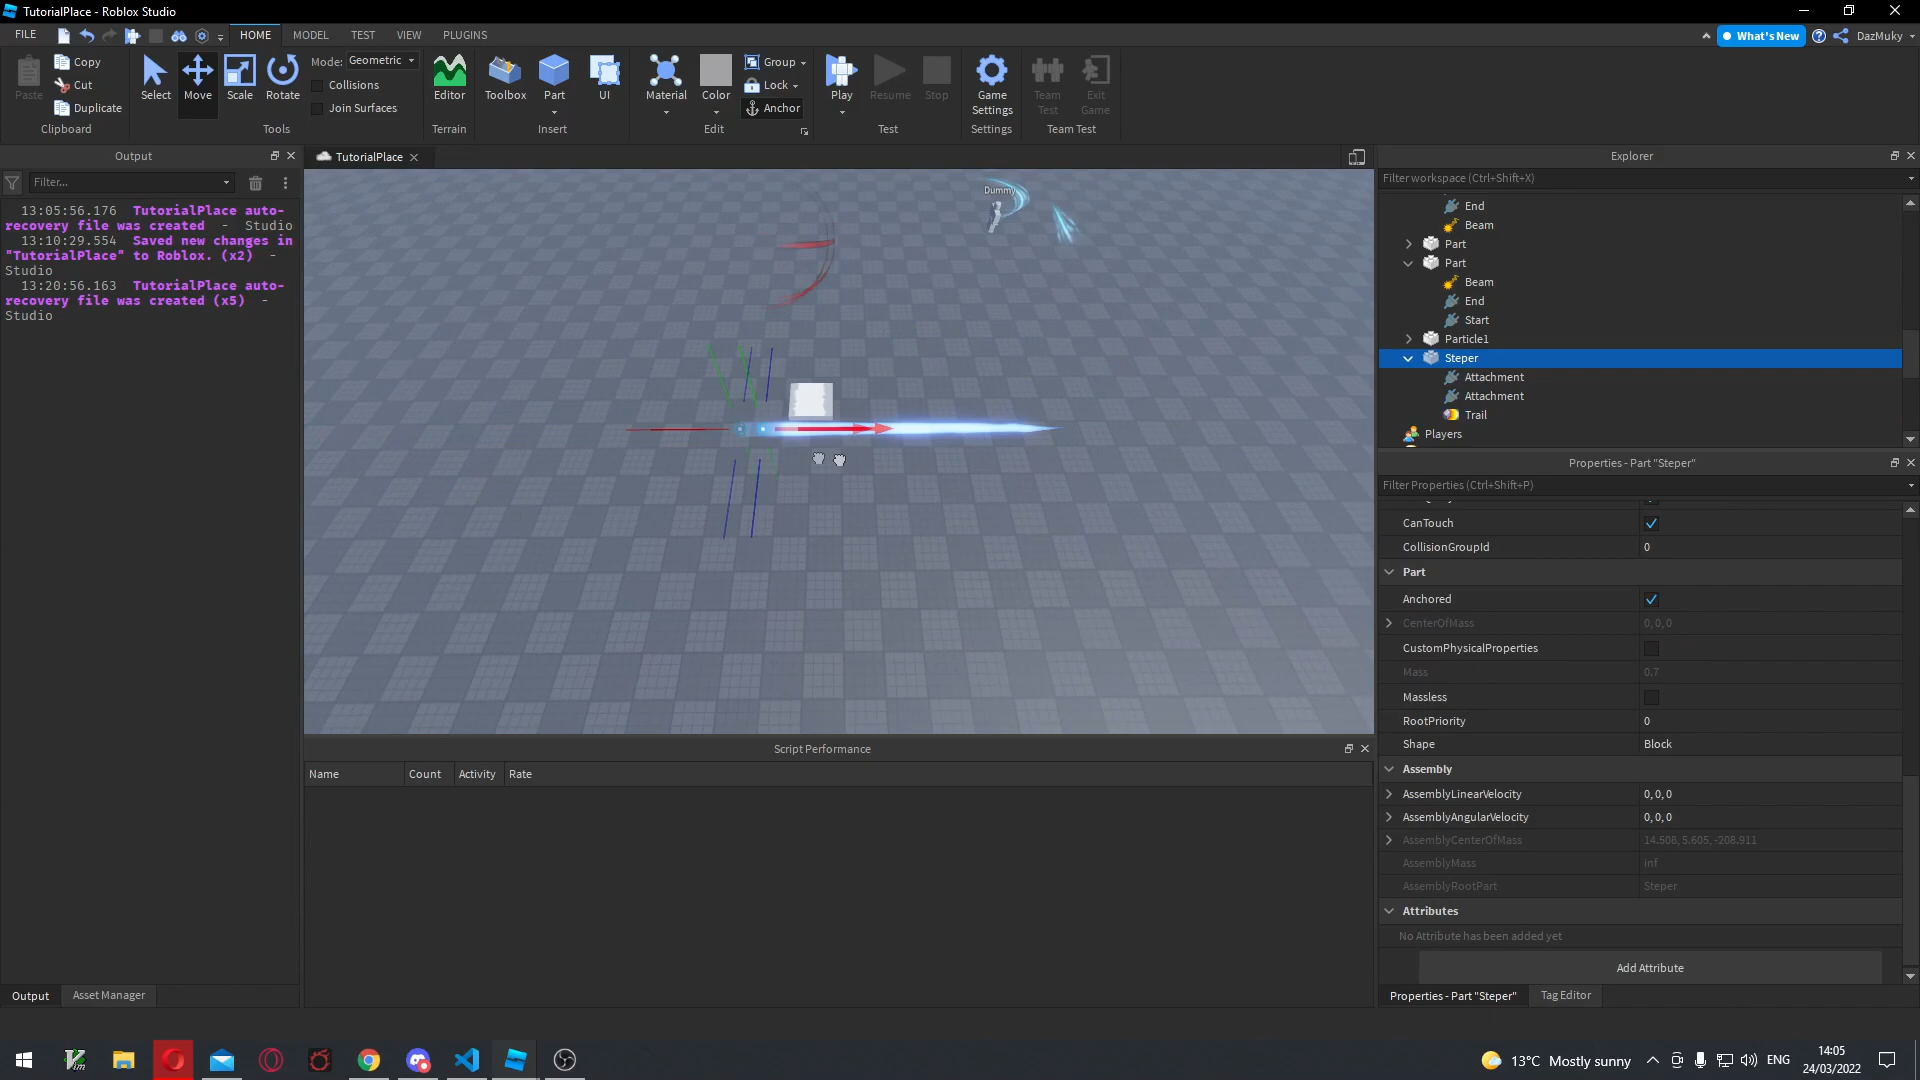 TutorialPlace - Roblox Studio
FILE
HOME
MODEL
TEST
VIEW
PLUGINS
What's New
DazMuky
Paste
Copy
Cut
Duplicate
Clipboard
Select
Move
Scale
Rotate
Mode: Geometric
Collisions
Join Surfaces
Tools
Editor
Terrain
Toolbox
Part
UI
Insert
Material
Color
Group
Lock
Anchor
Edit
Play
Resume
Stop
Test
Game
Settings
Settings
Team
Test
Exit
Game
Team Test
Output
Filter...
13:05:56.176 TutorialPlace auto-
recovery file was created - Studio
13:10:29.554 Saved new changes in
"TutorialPlace" to Roblox. (x2) -
Studio
13:20:56.163 TutorialPlace auto-
recovery file was created (x5) -
Studio
Output
Asset Manager
TutorialPlace
Dummy
Script Performance
Name
Count
Activity
Rate
Explorer
Filter workspace (Ctrl+Shift+X)
End
Beam
Part
Part
Beam
End
Start
Particle1
Steper
Attachment
Attachment
Trail
Players
Properties - Part "Steper"
Filter Properties (Ctrl+Shift+P)
CanTouch
CollisionGroupId 0
Part
Anchored
CenterOfMass 0, 0, 0
CustomPhysicalProperties
Mass 0.7
Massless
RootPriority 0
Shape Block
Assembly
AssemblyLinearVelocity 0, 0, 0
AssemblyAngularVelocity 0, 0, 0
AssemblyCenterOfMass 14.506, 5.605, -208.911
AssemblyMass inf
AssemblyRootPart Steper
Attributes
No Attribute has been added yet
Add Attribute
Properties - Part "Steper"
Tag Editor
13°C Mostly sunny
ENG
14:05
24/03/2022